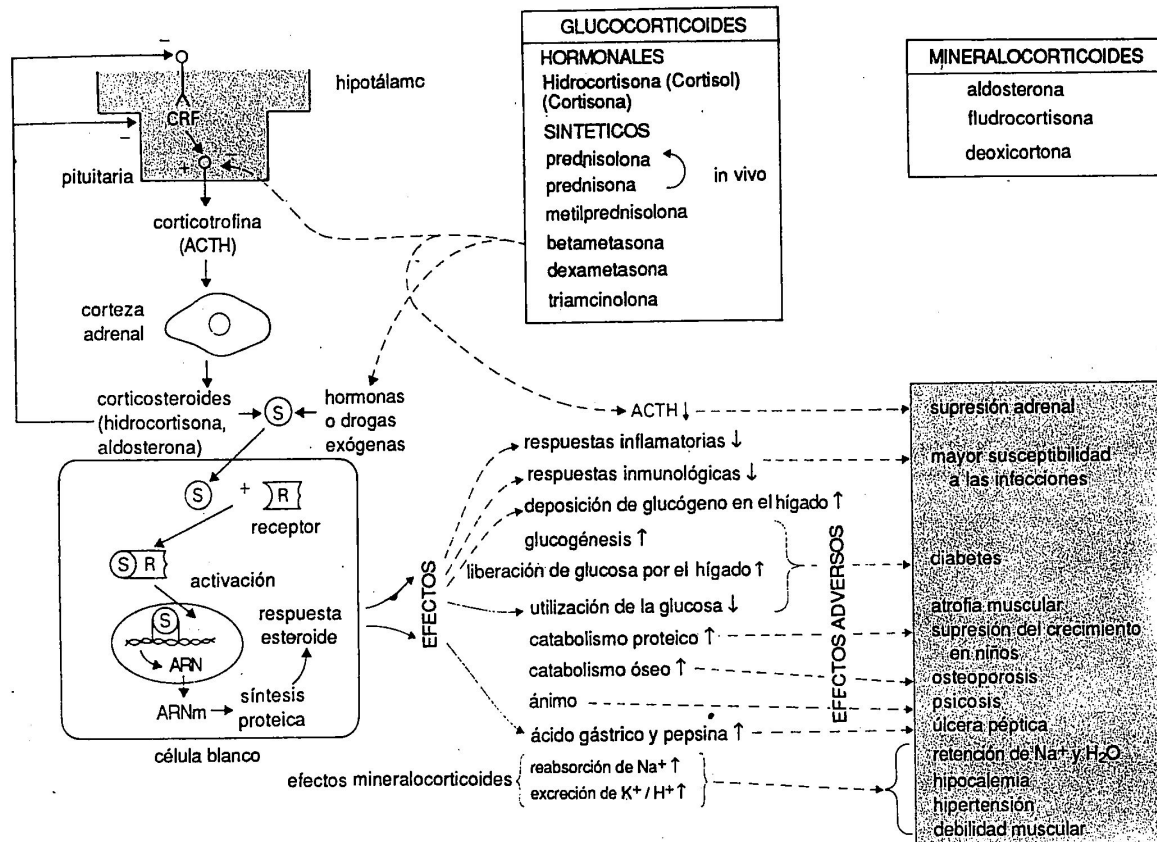 hipotálamc
CRF
pituitaria
corticotrofina
(ACTH)
corteza
adrenal
corticosteroides
(hidrocortisona,
aldosterona)
S
hormonas
o drogas
exógenas
S
+
R
receptor
S R
activación
S
ARN
ARNm
síntesis
proteica
respuesta
esteroide
célula blanco
GLUCOCORTICOIDES
HORMONALES
Hidrocortisona (Cortisol)
(Cortisona)
SINTETICOS
prednisolona
prednisona
in vivo
metilprednisolona
betametasona
dexametasona
triamcinolona
MINERALOCORTICOIDES
aldosterona
fludrocortisona
deoxicortona
EFECTOS
ACTH ↓
respuestas inflamatorias ↓
respuestas inmunológicas ↓
deposición de glucógeno en el hígado ↑
glucogénesis ↑
liberación de glucosa por el hígado ↑
utilización de la glucosa ↓
catabolismo proteico ↑
catabolismo óseo ↑
ánimo
ácido gástrico y pepsina ↑
efectos mineralocorticoides
reabsorción de Na+ ↑
excreción de K+ / H+ ↑
EFECTOS ADVERSOS
supresión adrenal
mayor susceptibilidad
a las infecciones
diabetes
atrofia muscular
supresión del crecimiento
en niños
osteoporosis
psicosis
úlcera péptica
retención de Na+ y H2O
hipocalemia
hipertensión
debilidad muscular